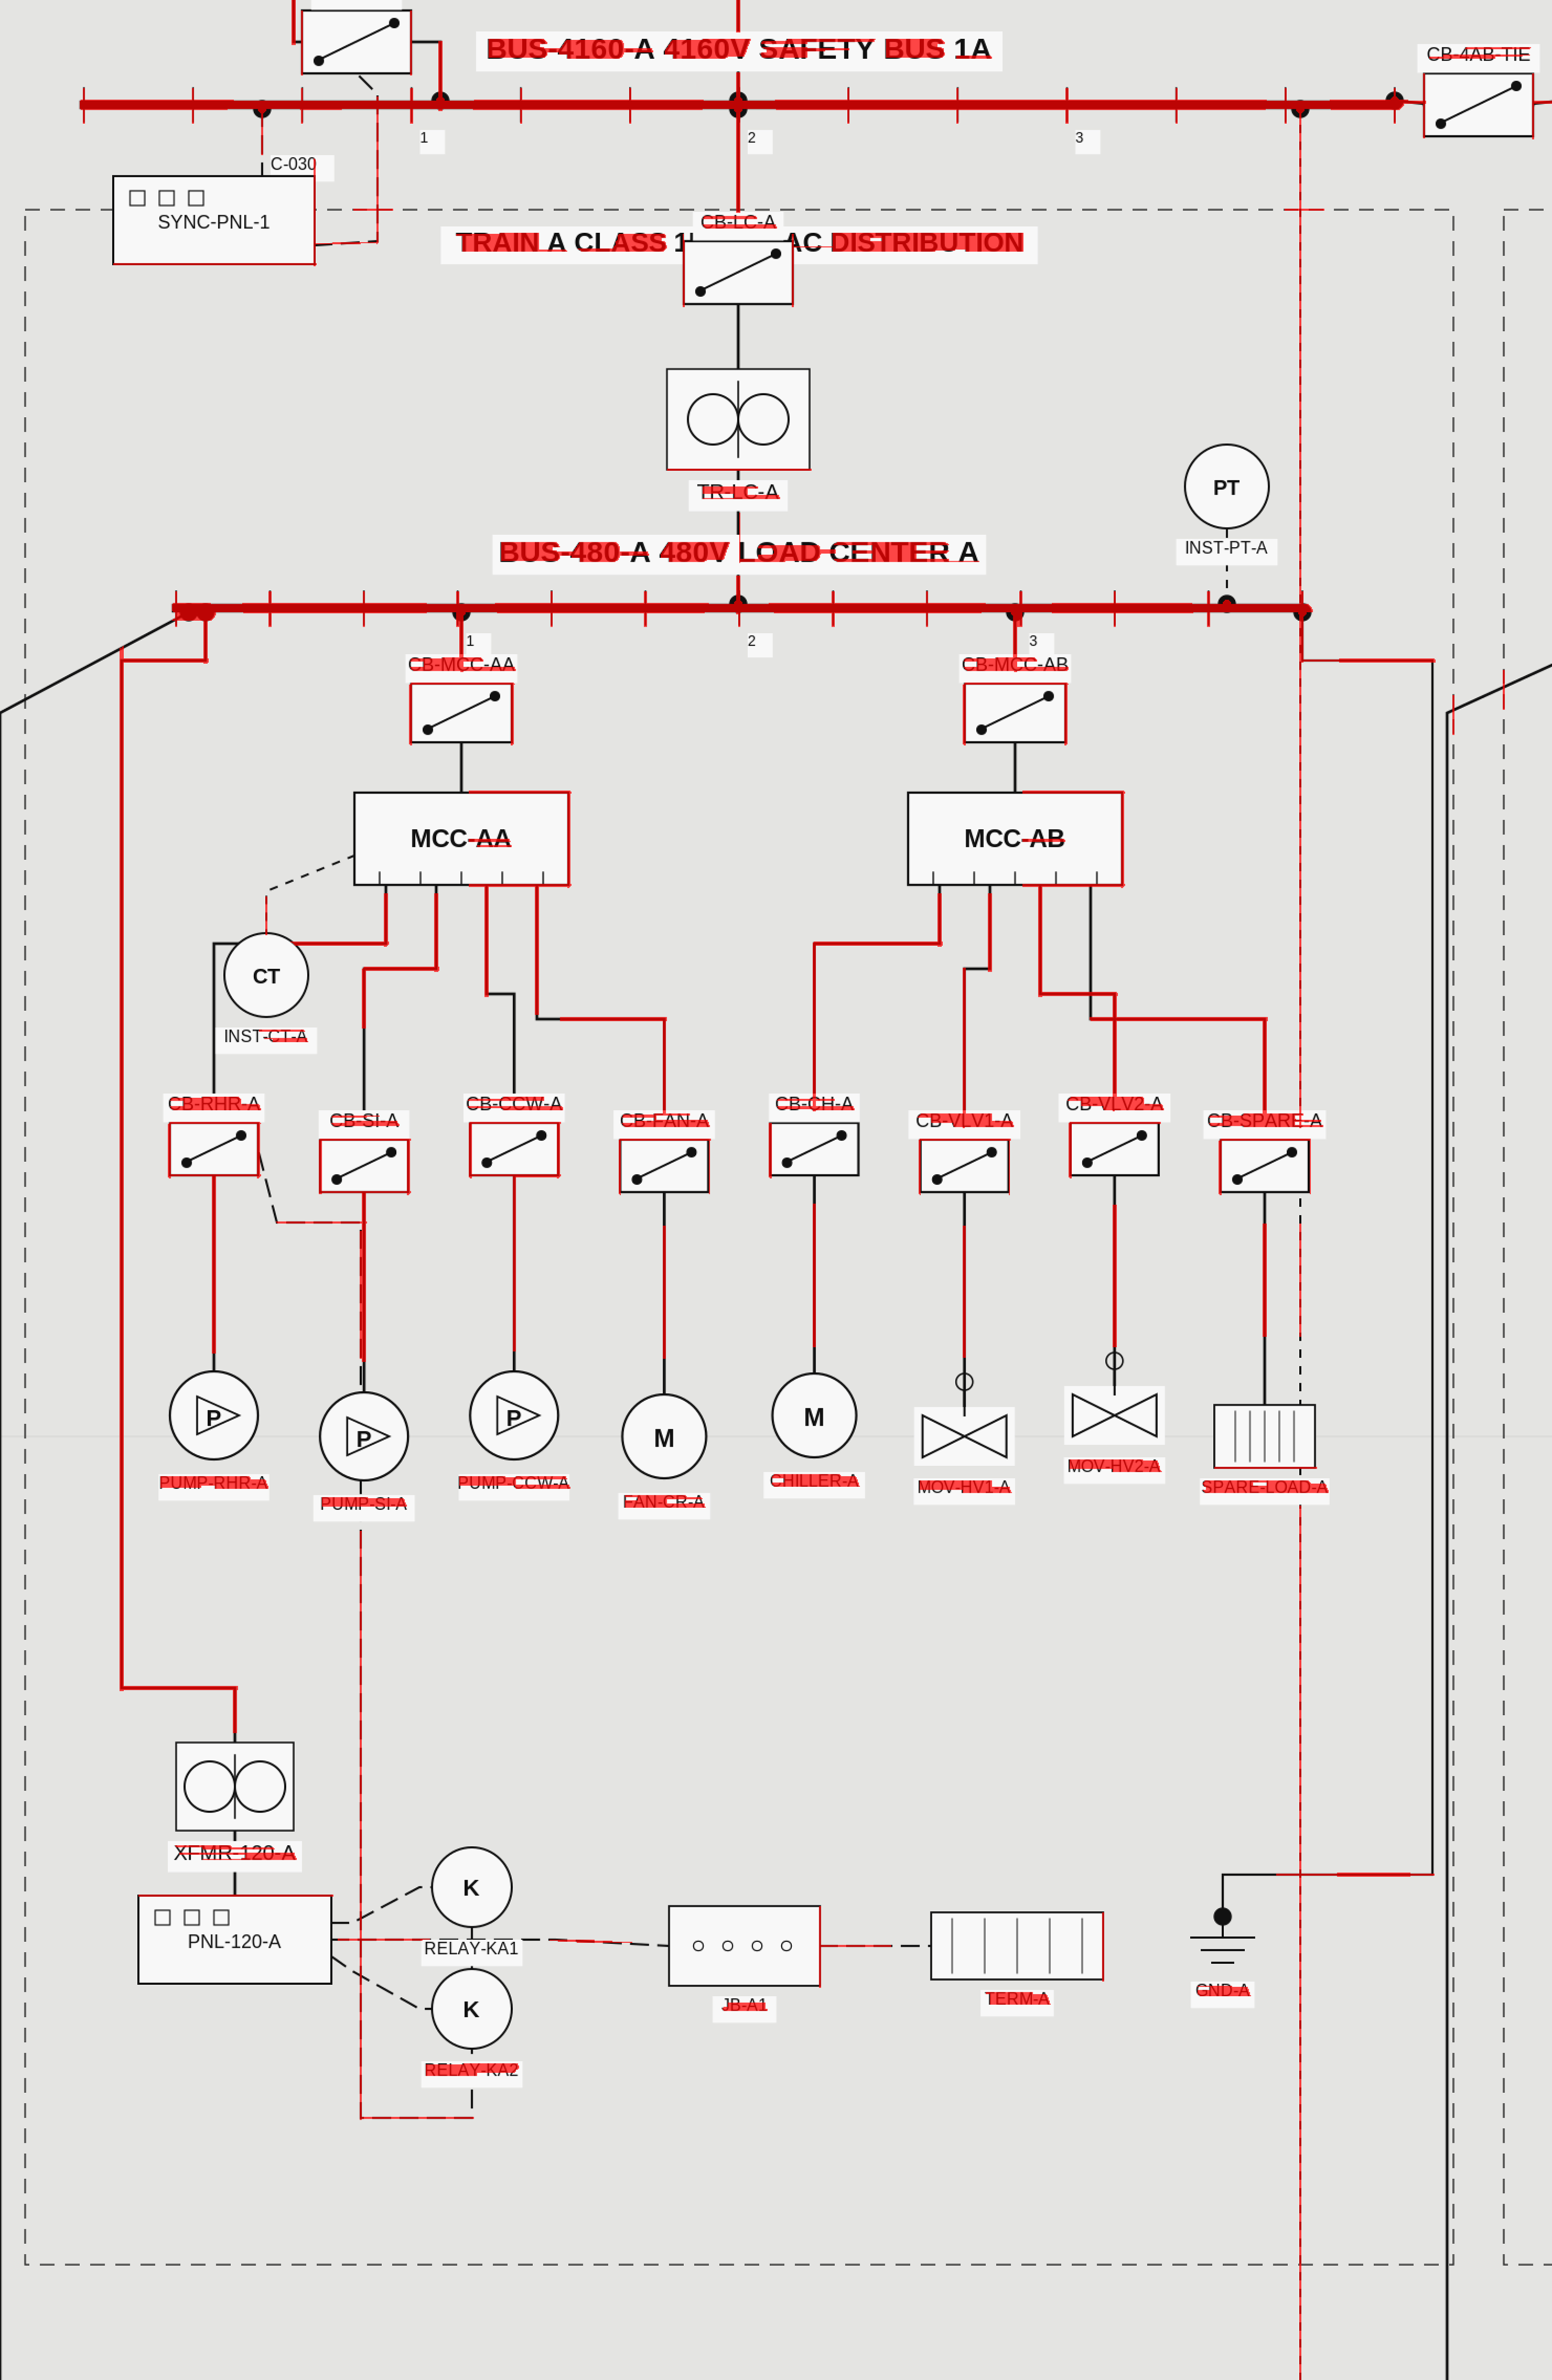 BUS-4160-A 4160V SAFETY BUS 1A
CB-4AB-TIE
1
2
3
C-030
SYNC-PNL-1
CB-LC-A
TRAIN A CLASS AC DISTRIBUTION
TR-LC-A
PT
INST-PT-A
BUS-480-A 480V LOAD CENTER A
1
2
3
CB-MCC-AA
CB-MCC-AB
MCC-AA
MCC-AB
CT
INST-CT-A
CB-RHR-A
CB-SI-A
CB-CCW-A
CB-FAN-A
CB-CH-A
CB-VLV1-A
CB-VLV2-A
CB-SPARE-A
P
P
P
M
M
PUMP-RHR-A
PUMP-SI-A
PUMP-CCW-A
FAN-CR-A
CHILLER-A
MOV-HV1-A
MOV-HV2-A
SPARE-LOAD-A
XFMR-120-A
PNL-120-A
K
RELAY-KA1
K
RELAY-KA2
JB-A1
TERM-A
GND-A